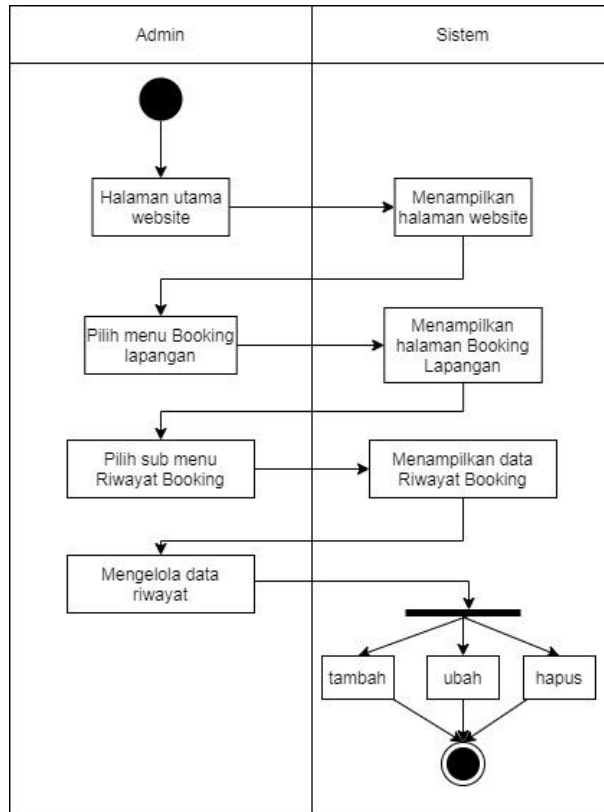 Admin
Sistem
Halaman utama
website
Menampilkan
halaman website
Pilih menu Booking
lapangan
Menampilkan
halaman Booking
Lapangan
Pilih sub menu
Riwayat Booking
Menampilkan data
Riwayat Booking
Mengelola data
riwayat
tambah
ubah
hapus